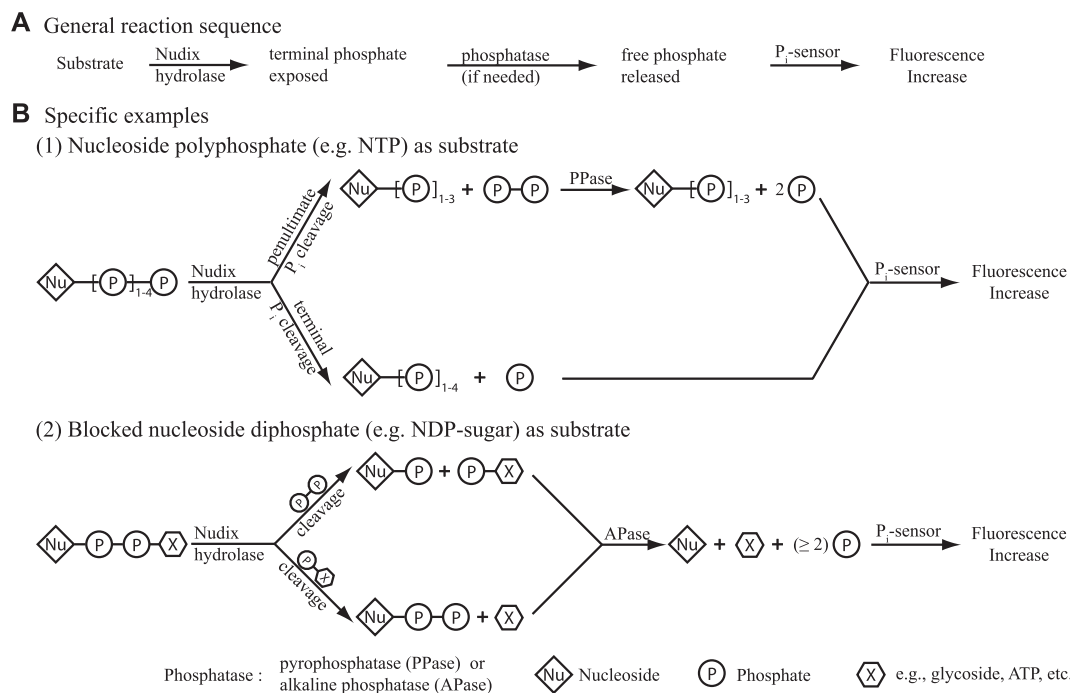 A General reaction sequence
Substrate Nudix hydrolase terminal phosphate exposed phosphatase (if needed) free phosphate released Pi-sensor Fluorescence Increase
B Specific examples
(1) Nucleoside polyphosphate (e.g. NTP) as substrate
Nu [P]1-4 P
Nudix hydrolase
penultimate Pi cleavage
Nu [P]1-3 + P P PPase Nu [P]1-3 + 2 P
terminal Pi cleavage
Nu [P]1-4 + P
Pi-sensor
Fluorescence
Increase
(2) Blocked nucleoside diphosphate (e.g. NDP-sugar) as substrate
Nu P P X
Nudix hydrolase
P P cleavage
Nu P + P X
P X cleavage
Nu P P + X
APase Nu + X + (≥ 2) P
Pi-sensor
Fluorescence
Increase
Phosphatase : pyrophosphatase (PPase) or
alkaline phosphatase (APase)
Nu Nucleoside P Phosphate X e.g., glycoside, ATP, etc.